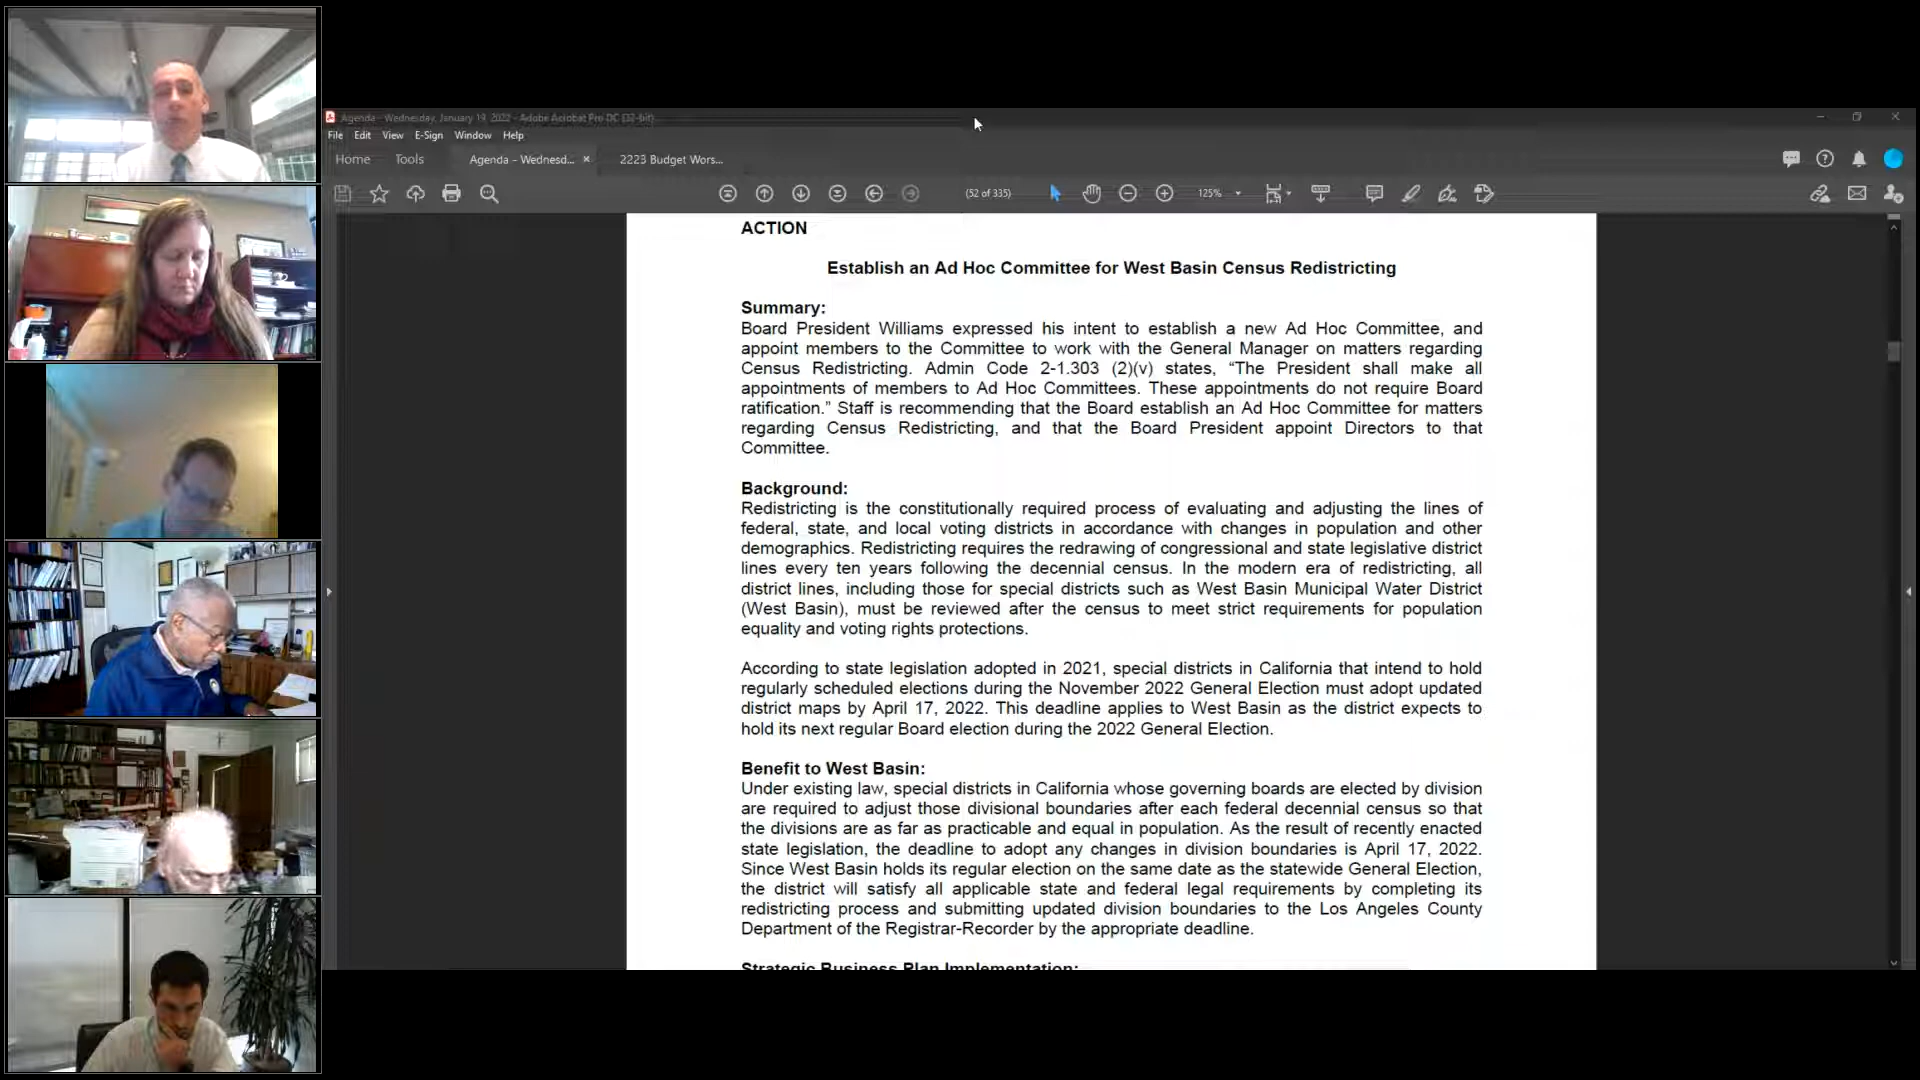 Agenda - Wednesday, January 19, 2022 - Adobe Acrobat Pro DC (32-bit)
File Edit View E-Sign Window Help
Home Tools Agenda - Wednesd... × 2223 Budget Wors...
(52 of 335) 125%
ACTION
Establish an Ad Hoc Committee for West Basin Census Redistricting
Summary:
Board President Williams expressed his intent to establish a new Ad Hoc Committee, and
appoint members to the Committee to work with the General Manager on matters regarding
Census Redistricting. Admin Code 2-1.303 (2)(v) states, “The President shall make all
appointments of members to Ad Hoc Committees. These appointments do not require Board
ratification.” Staff is recommending that the Board establish an Ad Hoc Committee for matters
regarding Census Redistricting, and that the Board President appoint Directors to that
Committee.
Background:
Redistricting is the constitutionally required process of evaluating and adjusting the lines of
federal, state, and local voting districts in accordance with changes in population and other
demographics. Redistricting requires the redrawing of congressional and state legislative district
lines every ten years following the decennial census. In the modern era of redistricting, all
district lines, including those for special districts such as West Basin Municipal Water District
(West Basin), must be reviewed after the census to meet strict requirements for population
equality and voting rights protections.
According to state legislation adopted in 2021, special districts in California that intend to hold
regularly scheduled elections during the November 2022 General Election must adopt updated
district maps by April 17, 2022. This deadline applies to West Basin as the district expects to
hold its next regular Board election during the 2022 General Election.
Benefit to West Basin:
Under existing law, special districts in California whose governing boards are elected by division
are required to adjust those divisional boundaries after each federal decennial census so that
the divisions are as far as practicable and equal in population. As the result of recently enacted
state legislation, the deadline to adopt any changes in division boundaries is April 17, 2022.
Since West Basin holds its regular election on the same date as the statewide General Election,
the district will satisfy all applicable state and federal legal requirements by completing its
redistricting process and submitting updated division boundaries to the Los Angeles County
Department of the Registrar-Recorder by the appropriate deadline.
Strategic Business Plan Implementation: